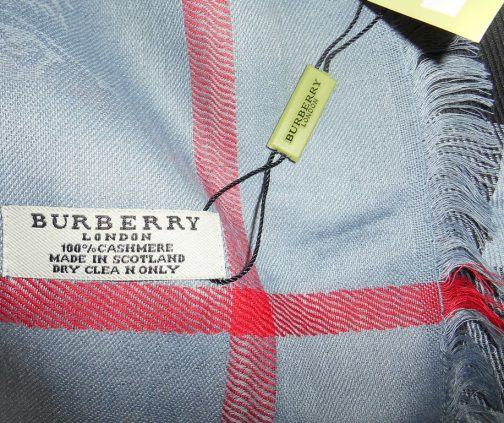 BURBERRY
LONDON
BURBERRY
LONDON
100% CASHMERE
MADE IN SCOTLAND
DRY CLEA N ONLY